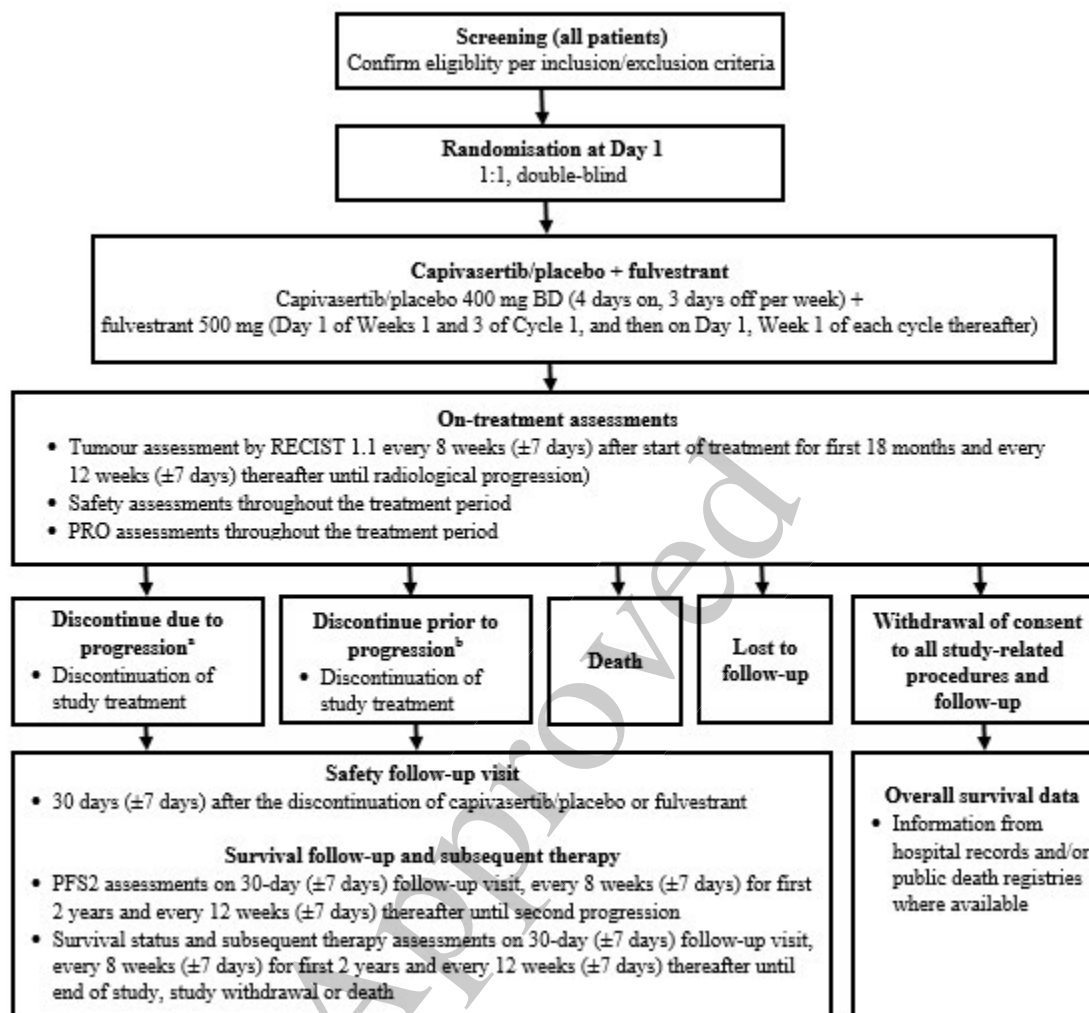 Screening (all patients)
Confirm eligiblity per inclusion/exclusion criteria
Randomisation at Day 1
1:1, double-blind
Capivasertib/placebo + fulvestrant
Capivasertib/placebo 400 mg BD (4 days on, 3 days off per week) +
fulvestrant 500 mg (Day 1 of Weeks 1 and 3 of Cycle 1, and then on Day 1, Week 1 of each cycle thereafter)
On-treatment assessments
• Tumour assessment by RECIST 1.1 every 8 weeks (±7 days) after start of treatment for first 18 months and every
12 weeks (±7 days) thereafter until radiological progression)
• Safety assessments throughout the treatment period
• PRO assessments throughout the treatment period
Discontinue due to
progressionᵃ
• Discontinuation of
study treatment
Discontinue prior to
progressionᵇ
• Discontinuation of
study treatment
Death
Lost to
follow-up
Withdrawal of consent
to all study-related
procedures and
follow-up
Safety follow-up visit
• 30 days (±7 days) after the discontinuation of capivasertib/placebo or fulvestrant
Survival follow-up and subsequent therapy
• PFS2 assessments on 30-day (±7 days) follow-up visit, every 8 weeks (±7 days) for first
2 years and every 12 weeks (±7 days) thereafter until second progression
• Survival status and subsequent therapy assessments on 30-day (±7 days) follow-up visit,
every 8 weeks (±7 days) for first 2 years and every 12 weeks (±7 days) thereafter until
end of study, study withdrawal or death
Overall survival data
• Information from
hospital records and/or
public death registries
where available
Approved